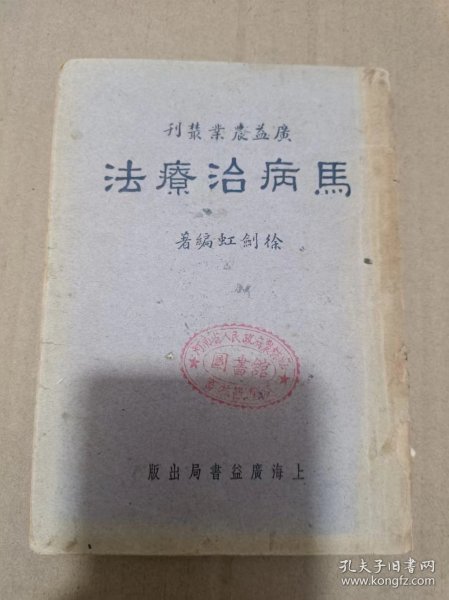 廣益農業叢刊
馬病治療法
徐劍虹編著
圖書館
上海廣益書局出版
孔夫子旧书网
www.kongfz.com